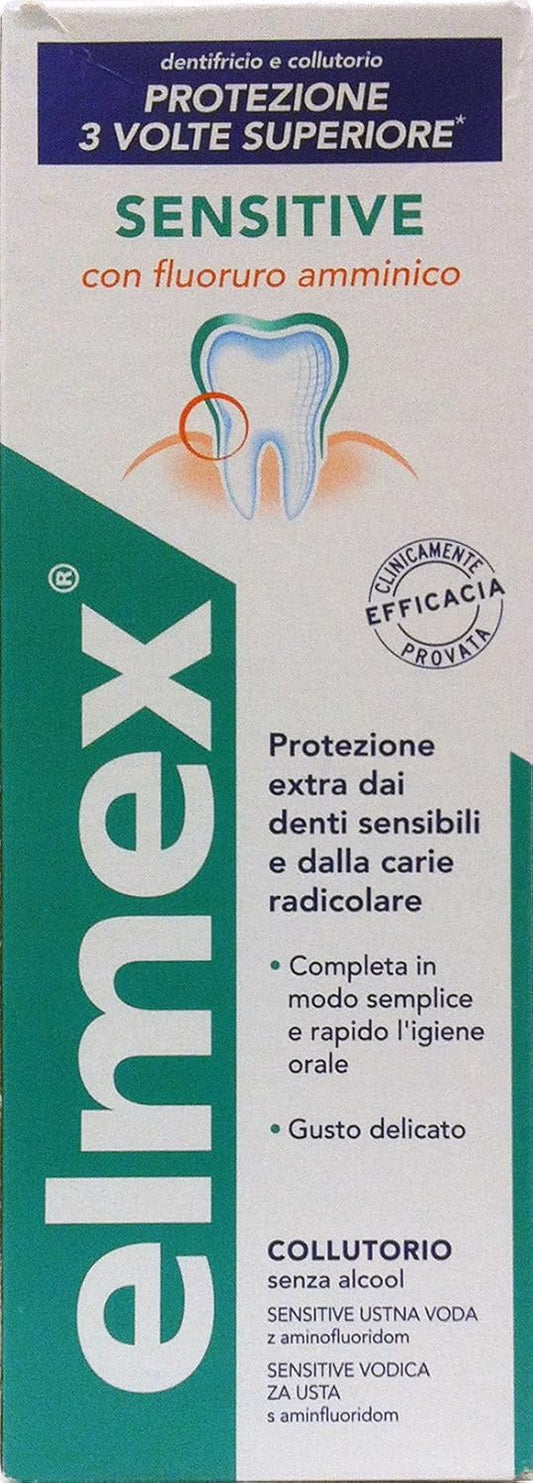 dentifricio e collutorio
PROTEZIONE
3 VOLTE SUPERIORE*
SENSITIVE
con fluoruro amminico
CLINICAMENTE
EFFICACIA
PROVATA
elmex®
Protezione
extra dai
denti sensibili
e dalla carie
radicolare
• Completa in
modo semplice
e rapido l'igiene
orale
• Gusto delicato
COLLUTORIO
senza alcool
SENSITIVE USTNA VODA
z aminofluoridom
SENSITIVE VODICA
ZA USTA
s aminfluoridom